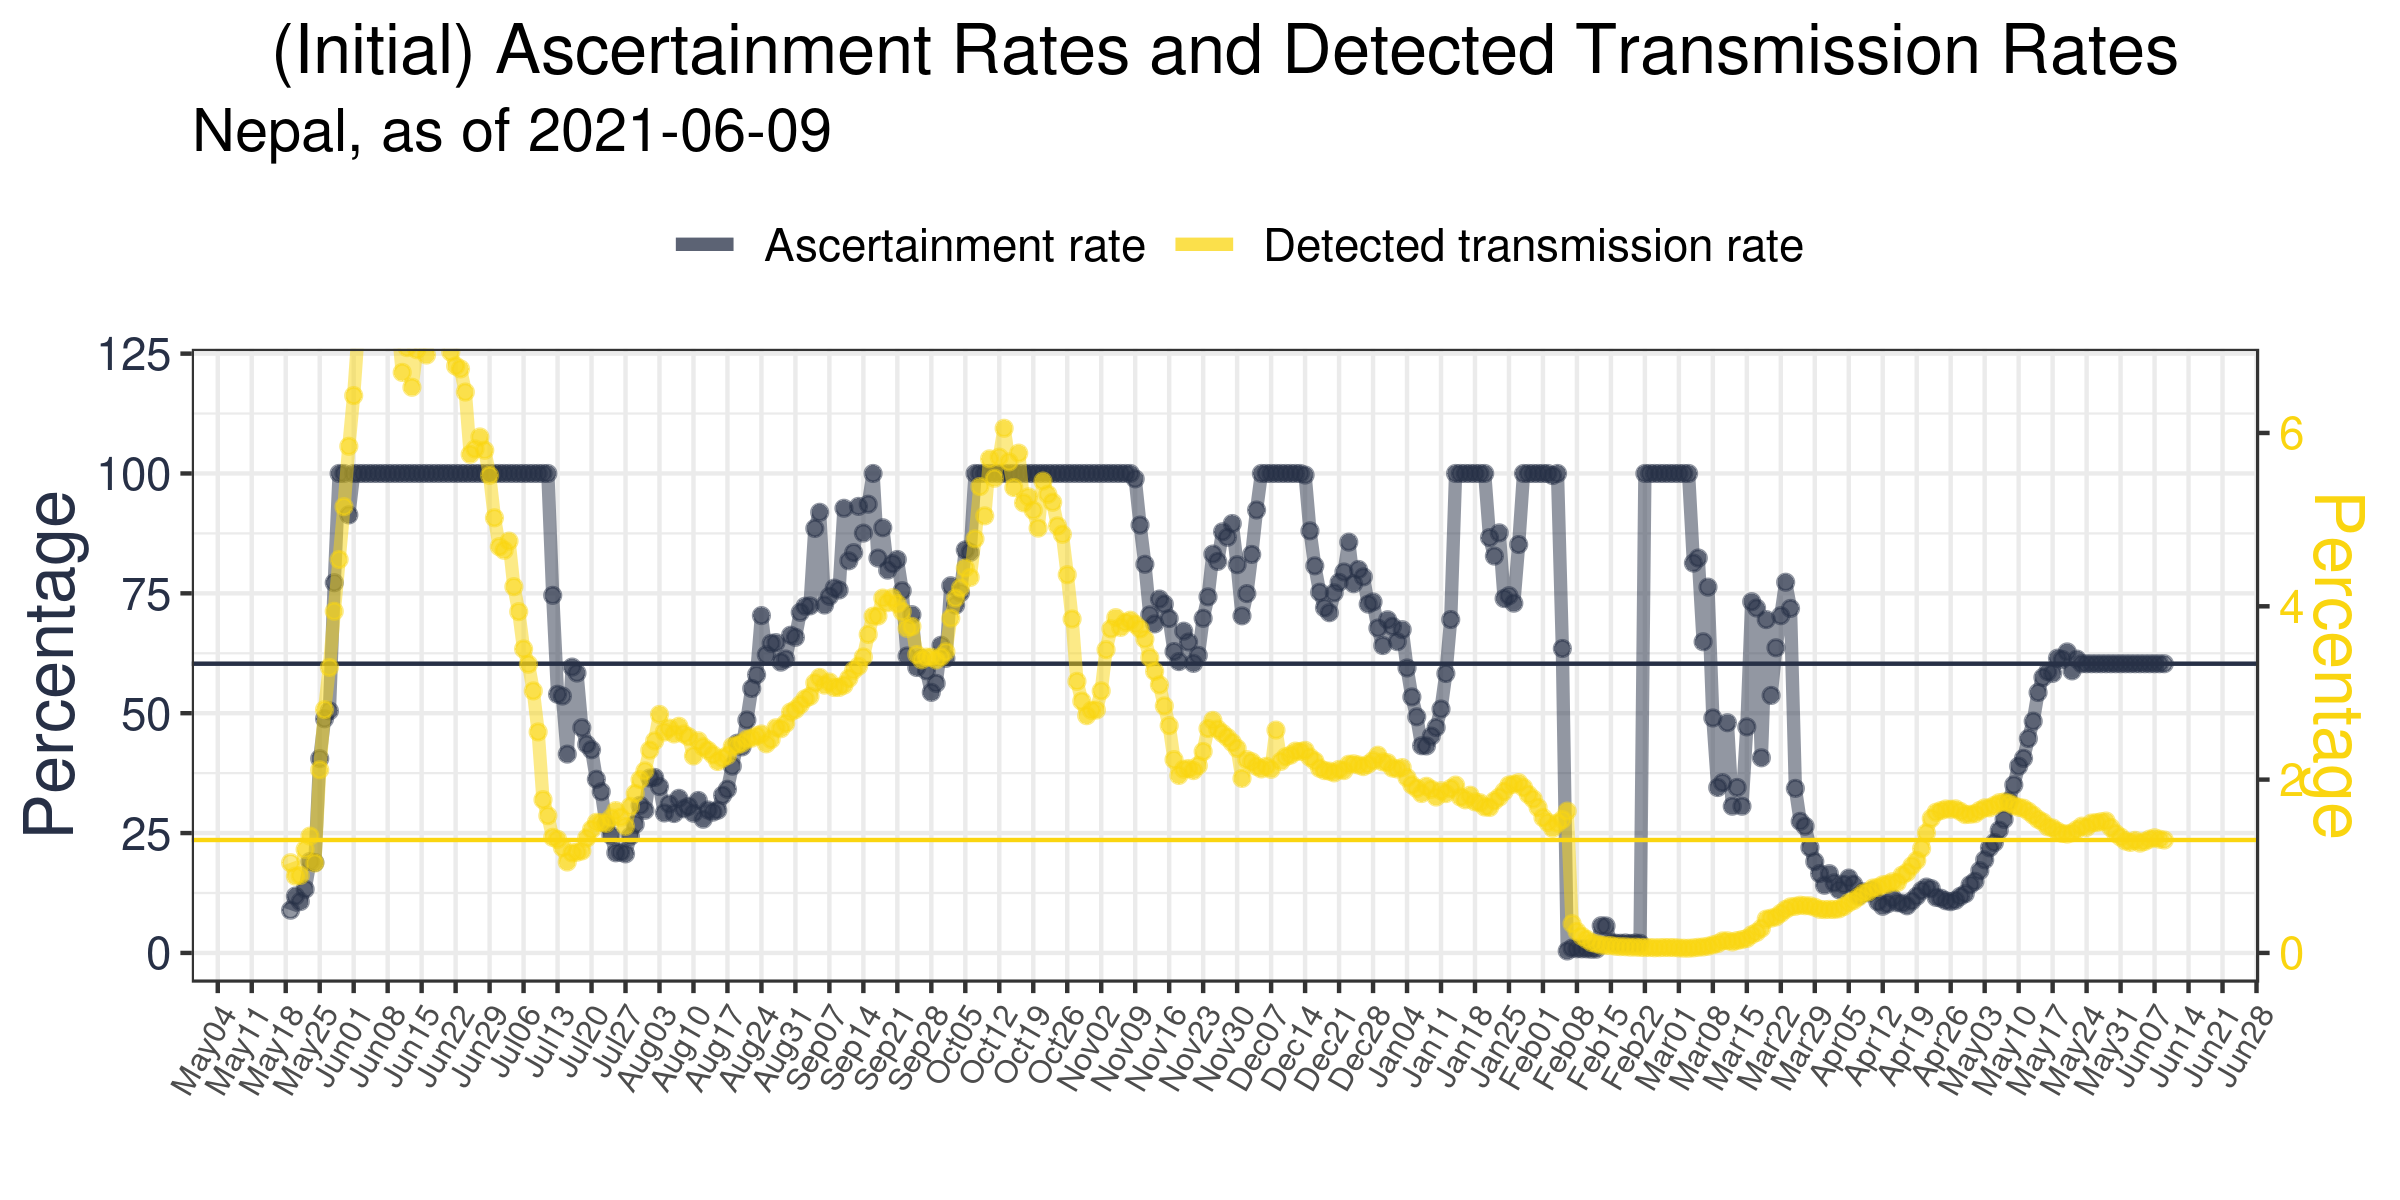 (Initial) Ascertainment Rates and Detected Transmission Rates
Nepal, as of 2021-06-09
Ascertainment rate
Detected transmission rate
Percentage
125
100
75
50
25
0
6
4
2
0
Percentage
May04
May11
May18
May25
Jun01
Jun08
Jun15
Jun22
Jun29
Jul06
Jul13
Jul20
Jul27
Aug03
Aug10
Aug17
Aug24
Aug31
Sep07
Sep14
Sep21
Sep28
Oct05
Oct12
Oct19
Oct26
Nov02
Nov09
Nov16
Nov23
Nov30
Dec07
Dec14
Dec21
Dec28
Jan04
Jan11
Jan18
Jan25
Feb01
Feb08
Feb15
Feb22
Mar01
Mar08
Mar15
Mar22
Mar29
Apr05
Apr12
Apr19
Apr26
May03
May10
May17
May24
May31
Jun07
Jun14
Jun21
Jun28